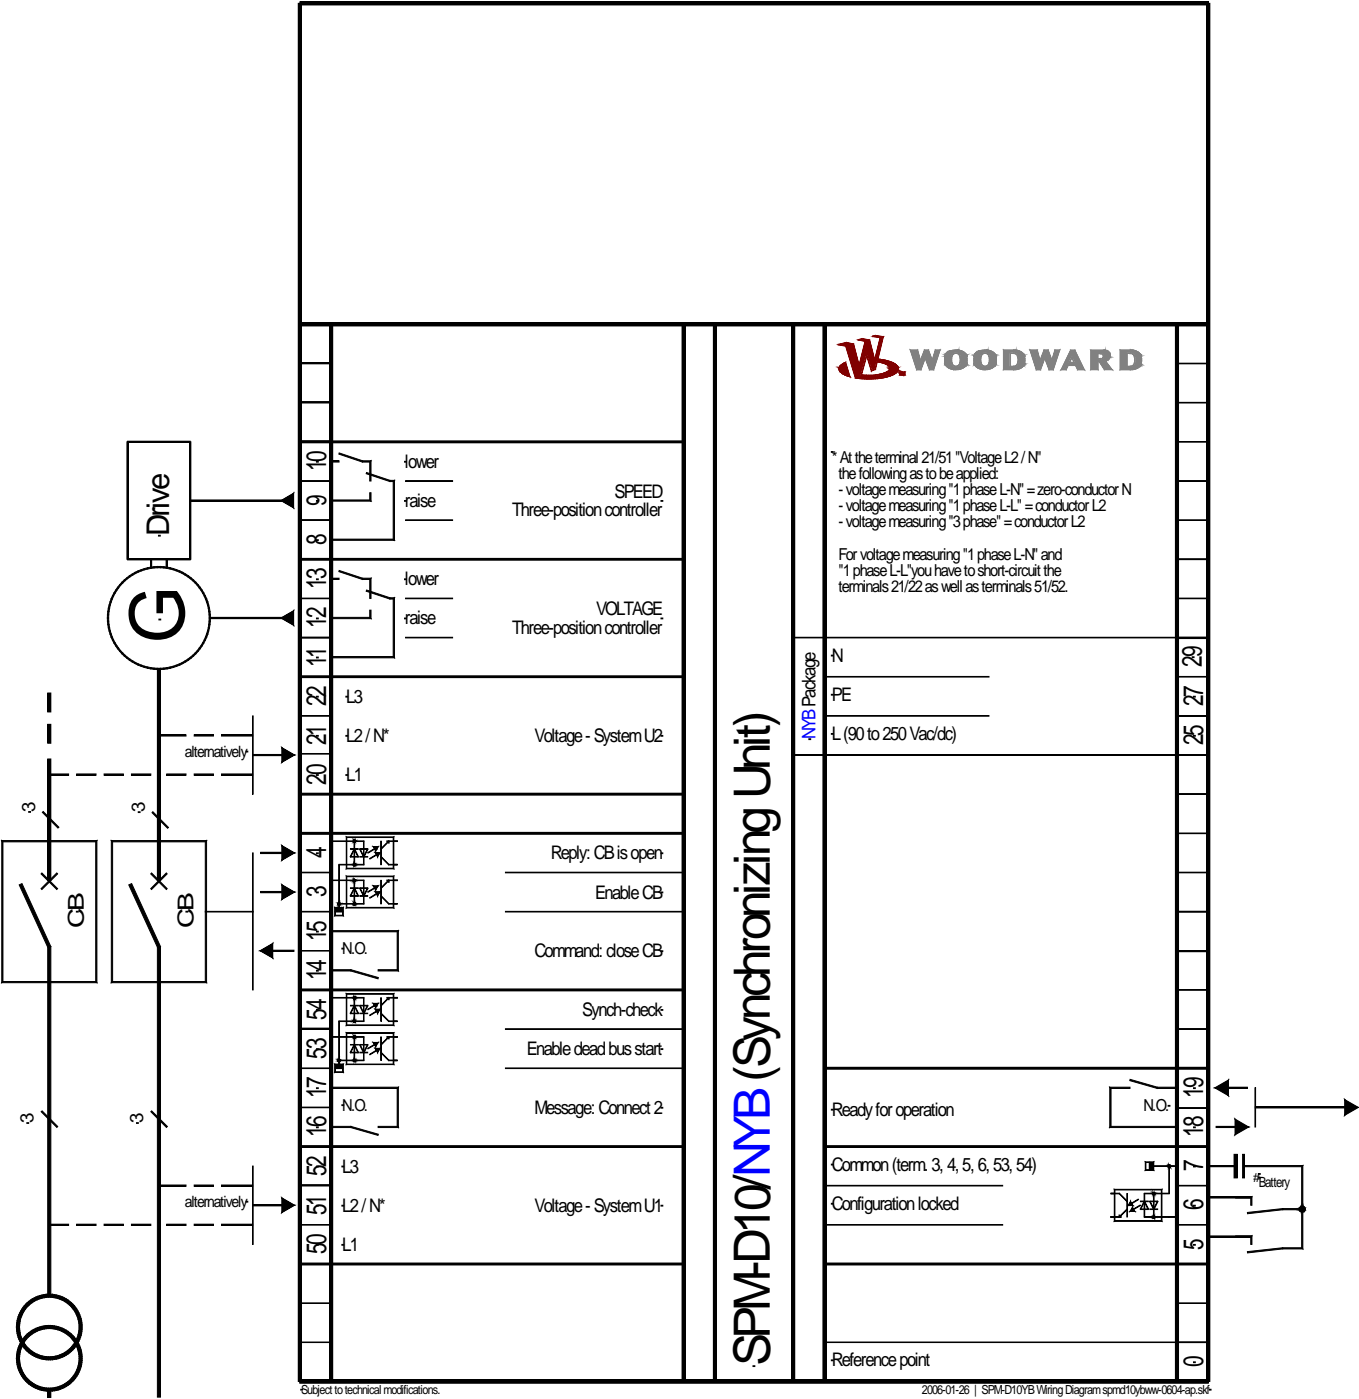 Drive
G
alternatively
3
3
CB
CB
3
3
alternatively
10
lower
9
raise
8
SPEED
Three-position controller
13
lower
12
raise
11
VOLTAGE
Three-position controller
22
L3
21
L2 / N*
20
L1
Voltage - System U2
4
Reply: CB is open
3
Enable CB
15
N.O.
14
Command: close CB
54
Synch-check
53
Enable dead bus start
17
N.O.
16
Message: Connect 2
52
L3
51
L2 / N*
50
L1
Voltage - System U1
SPM-D10/NYB (Synchronizing Unit)
WOODWARD
* At the terminal 21/51 "Voltage L2 / N"
the following as to be applied:
- voltage measuring "1 phase L-N" = zero-conductor N
- voltage measuring "1 phase L-L" = conductor L2
- voltage measuring "3 phase" = conductor L2
For voltage measuring "1 phase L-N" and
"1 phase L-L"you have to short-circuit the
terminals 21/22 as well as terminals 51/52.
NYB Package
N
29
PE
27
L (90 to 250 Vac/dc)
25
Ready for operation
N.O.
19
18
Common (term. 3, 4, 5, 6, 53, 54)
7
#Battery
Configuration locked
6
5
Reference point
0
Subject to technical modifications.
2006-01-26 | SPM-D10YB Wiring Diagram spmd10ybww-0604-ap.skf